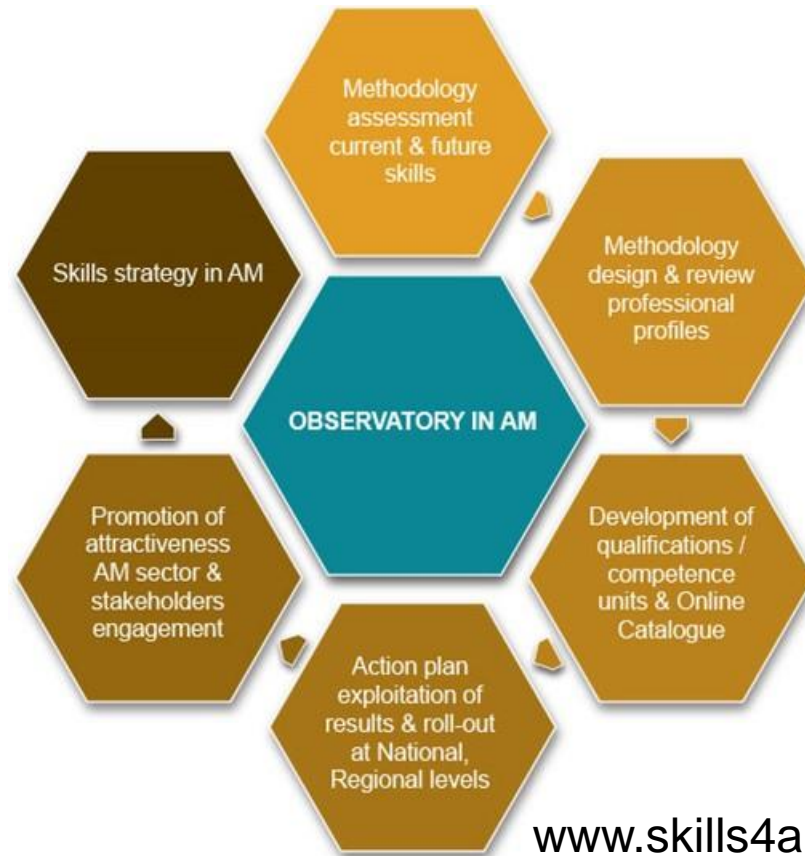 Methodology
assessment
current & future
skills
Methodology
design & review
professional
profiles
Development of
qualifications /
competence
units & Online
Catalogue
Action plan
exploitation of
results & roll-out
at National,
Regional levels
Promotion of
attractiveness
AM sector &
stakeholders
engagement
Skills strategy in AM
OBSERVATORY IN AM
www.skills4a